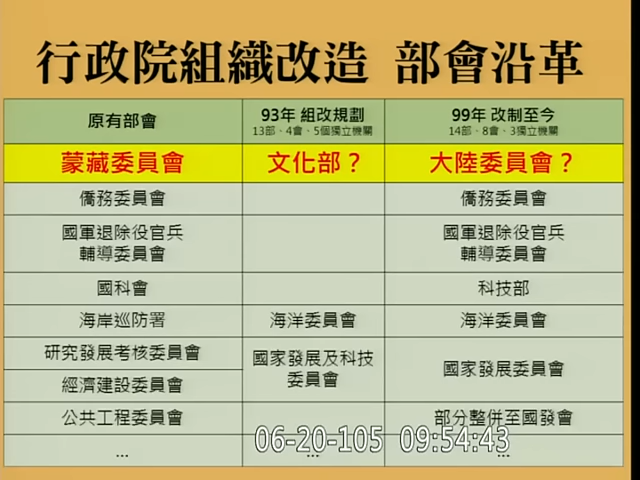 行政院組織改造 部會沿革
原有部會
93年 組改規劃
13部、4會、5個獨立機關
99年 改制至今
14部、8會、3獨立機關
蒙藏委員會
文化部？
大陸委員會？
僑務委員會
僑務委員會
國軍退除役官兵
輔導委員會
國軍退除役官兵
輔導委員會
國科會
科技部
海岸巡防署
海洋委員會
海洋委員會
研究發展考核委員會
國家發展及科技
委員會
國家發展委員會
經濟建設委員會
公共工程委員會
部分整併至國發會
...
...
...
06-20-105 09:54:43